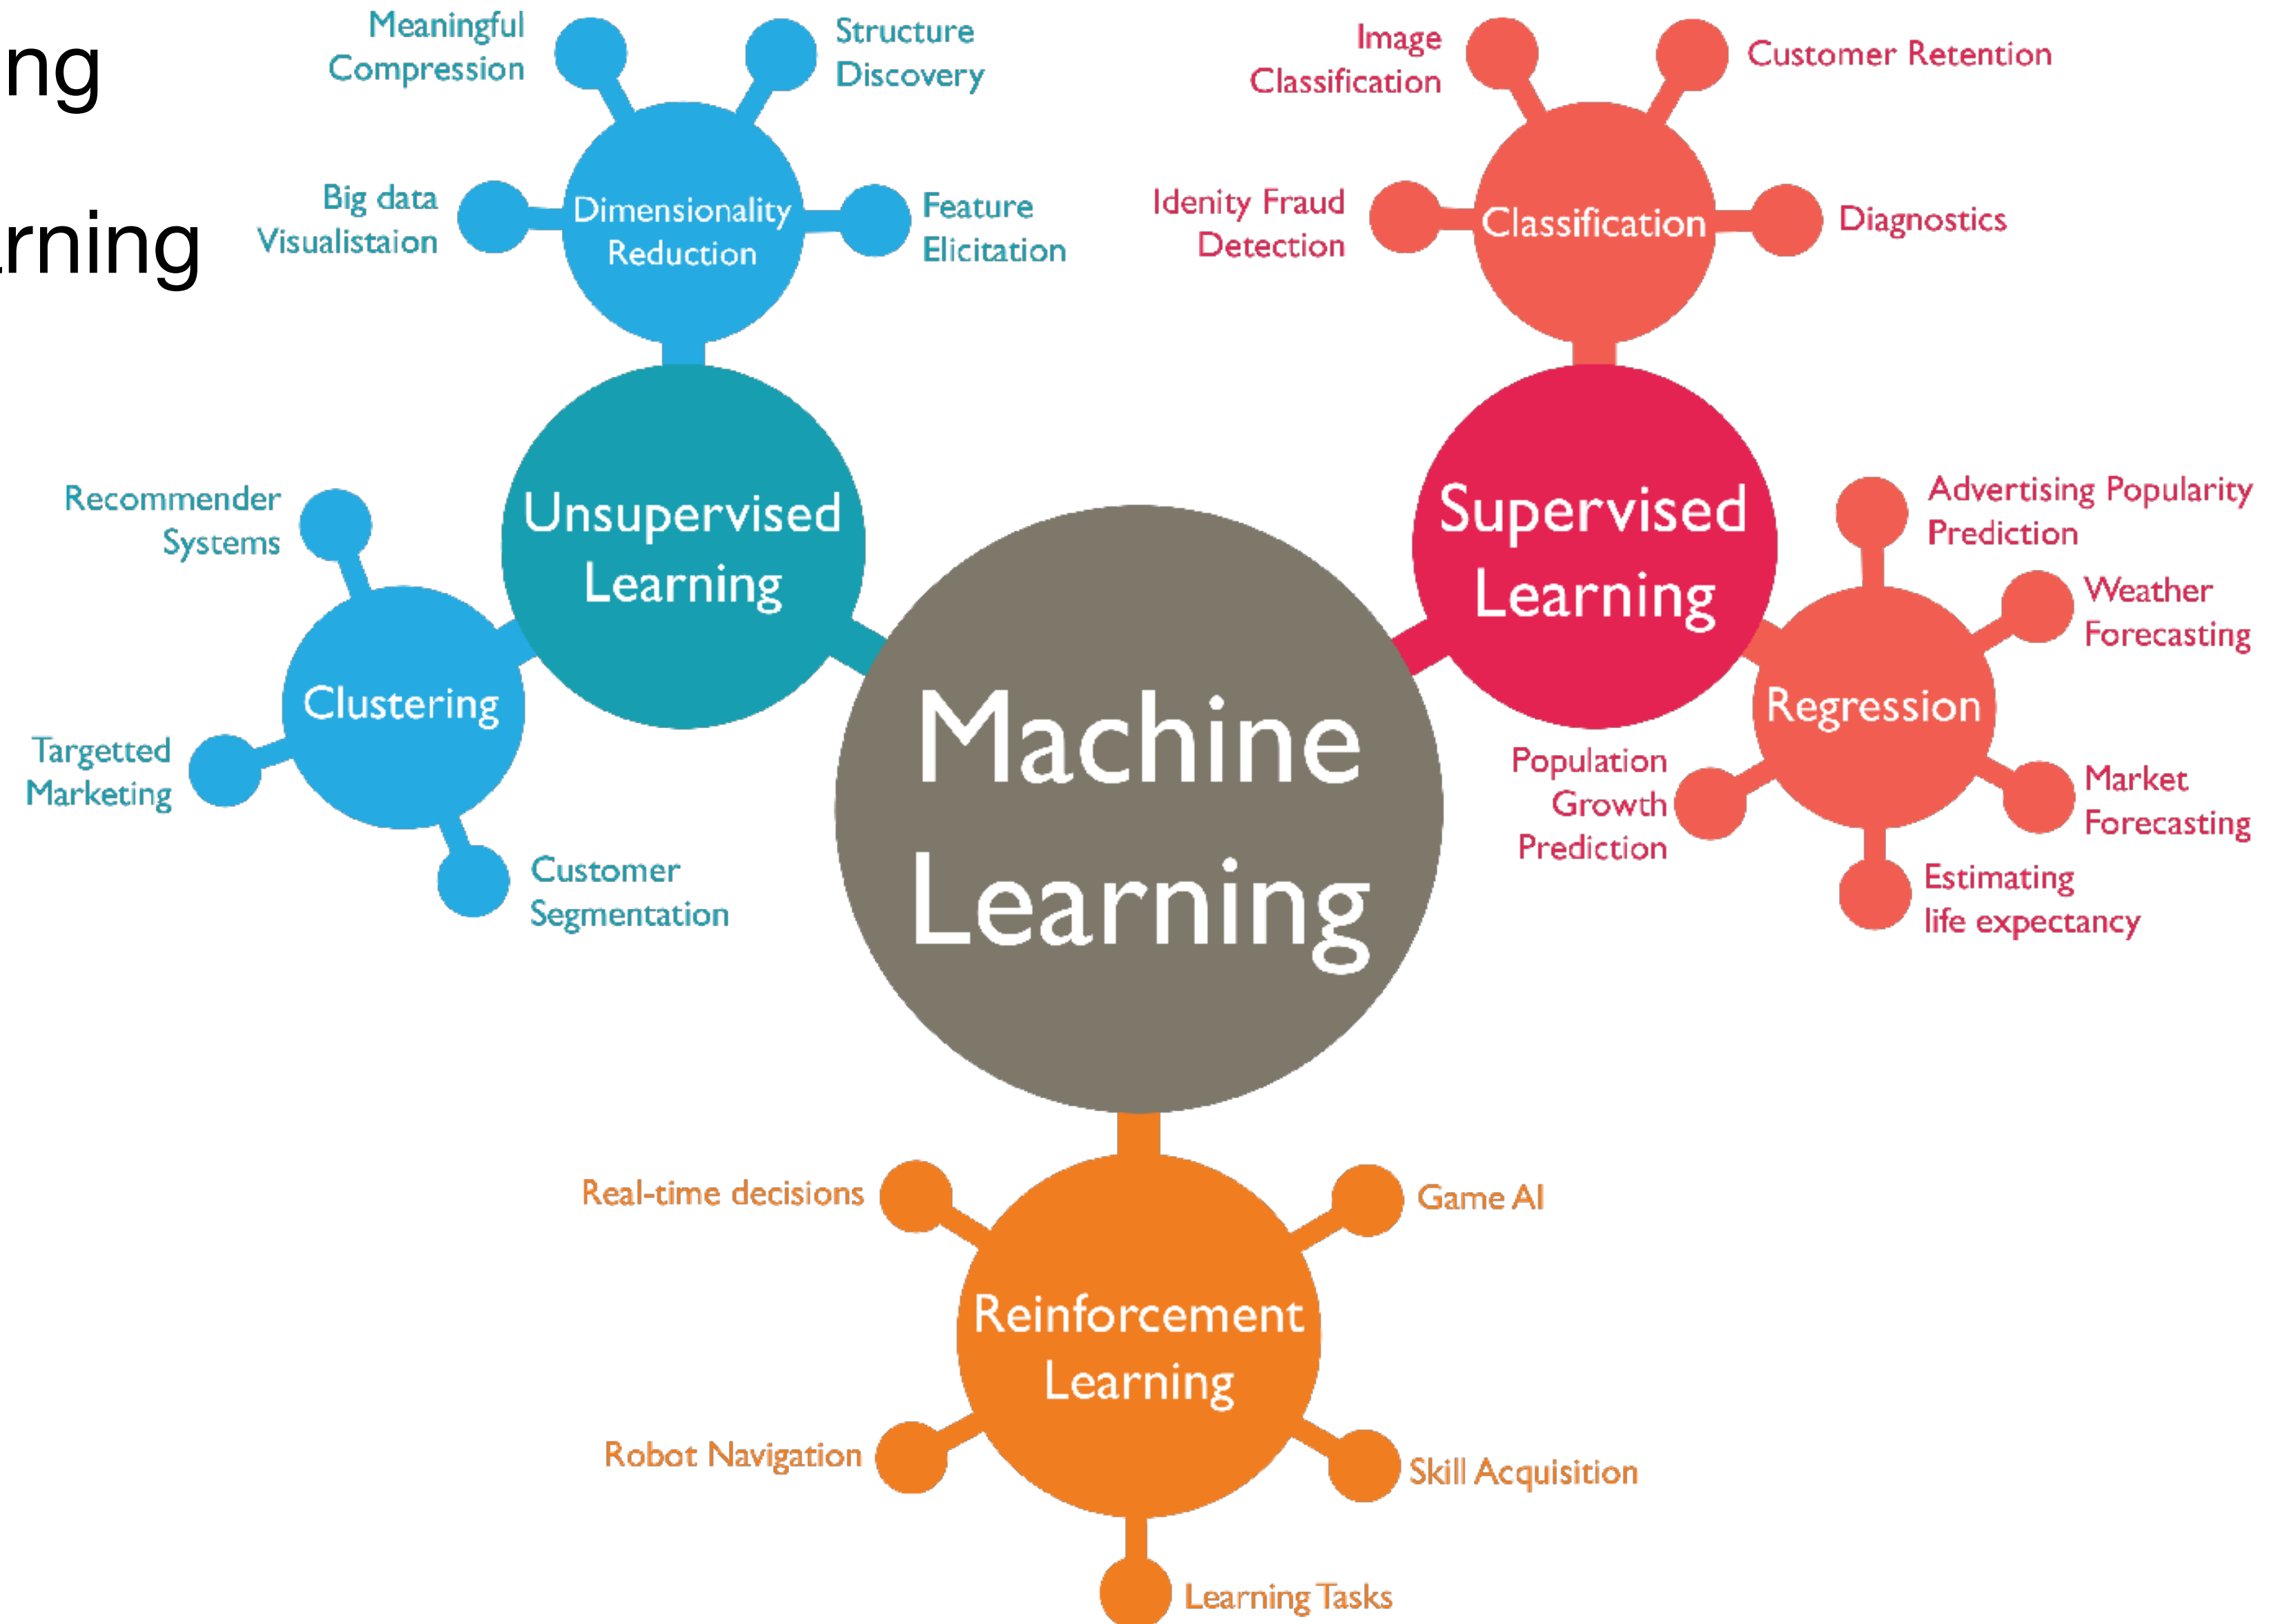 ng
rning
Meaningful
Compression
Structure
Discovery
Big data
Visualistaion
Dimensionality
Reduction
Feature
Elicitation
Image
Classification
Customer Retention
Idenity Fraud
Detection
Classification
Diagnostics
Unsupervised
Learning
Supervised
Learning
Recommender
Systems
Clustering
Targetted
Marketing
Customer
Segmentation
Machine
Learning
Advertising Popularity
Prediction
Weather
Forecasting
Regression
Population
Growth
Prediction
Market
Forecasting
Estimating
life expectancy
Real-time decisions
Game AI
Reinforcement
Learning
Robot Navigation
Skill Acquisition
Learning Tasks